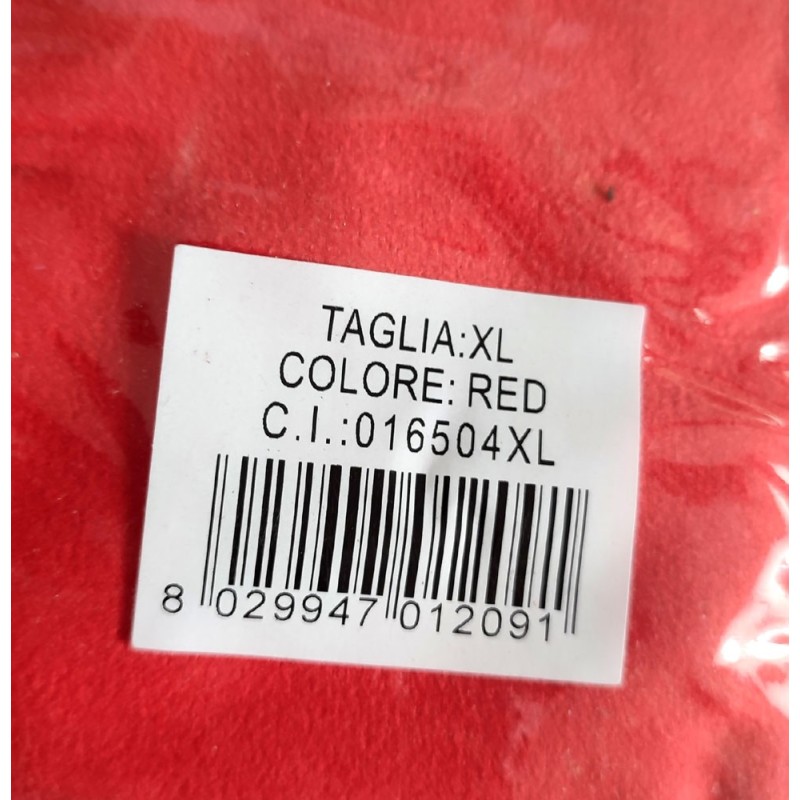 TAGLIA:XL
COLORE: RED
C.I.:016504XL
8 029947 012091